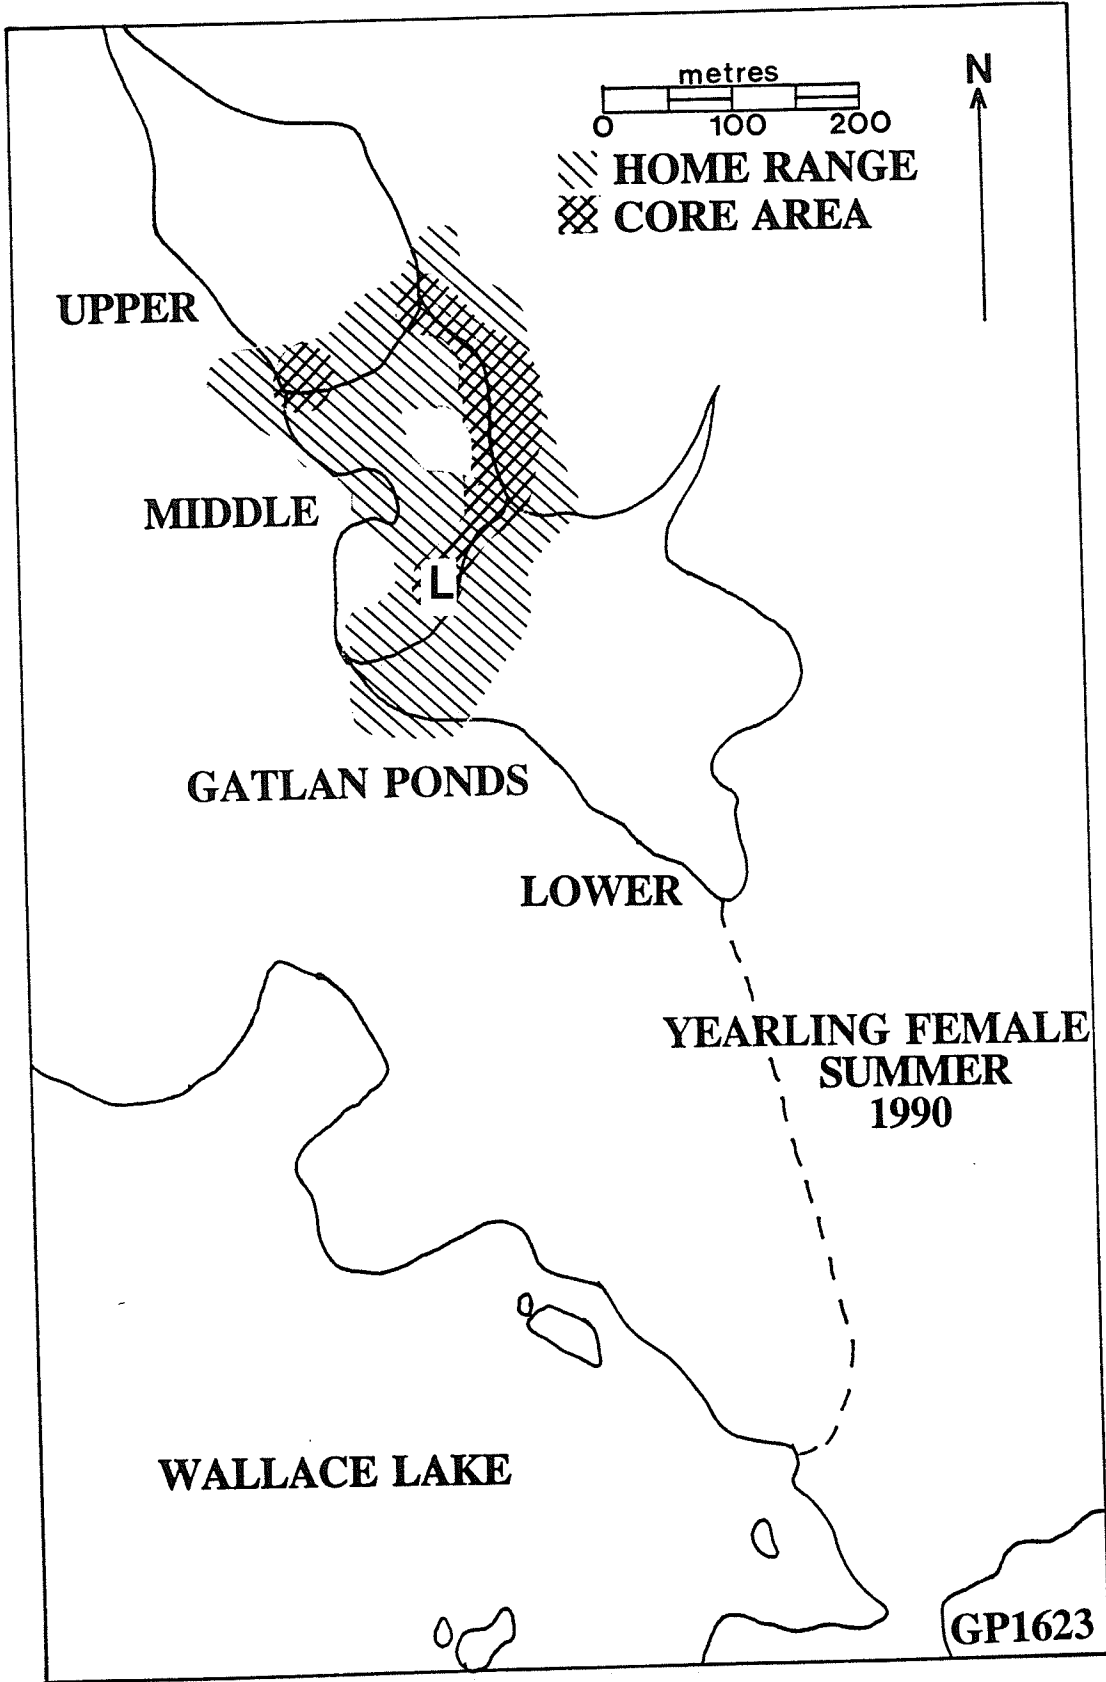 metres
N
0 100 200
HOME RANGE
CORE AREA
UPPER
MIDDLE
L
GATLAN PONDS
LOWER
YEARLING FEMALE
SUMMER
1990
WALLACE LAKE
GP1623